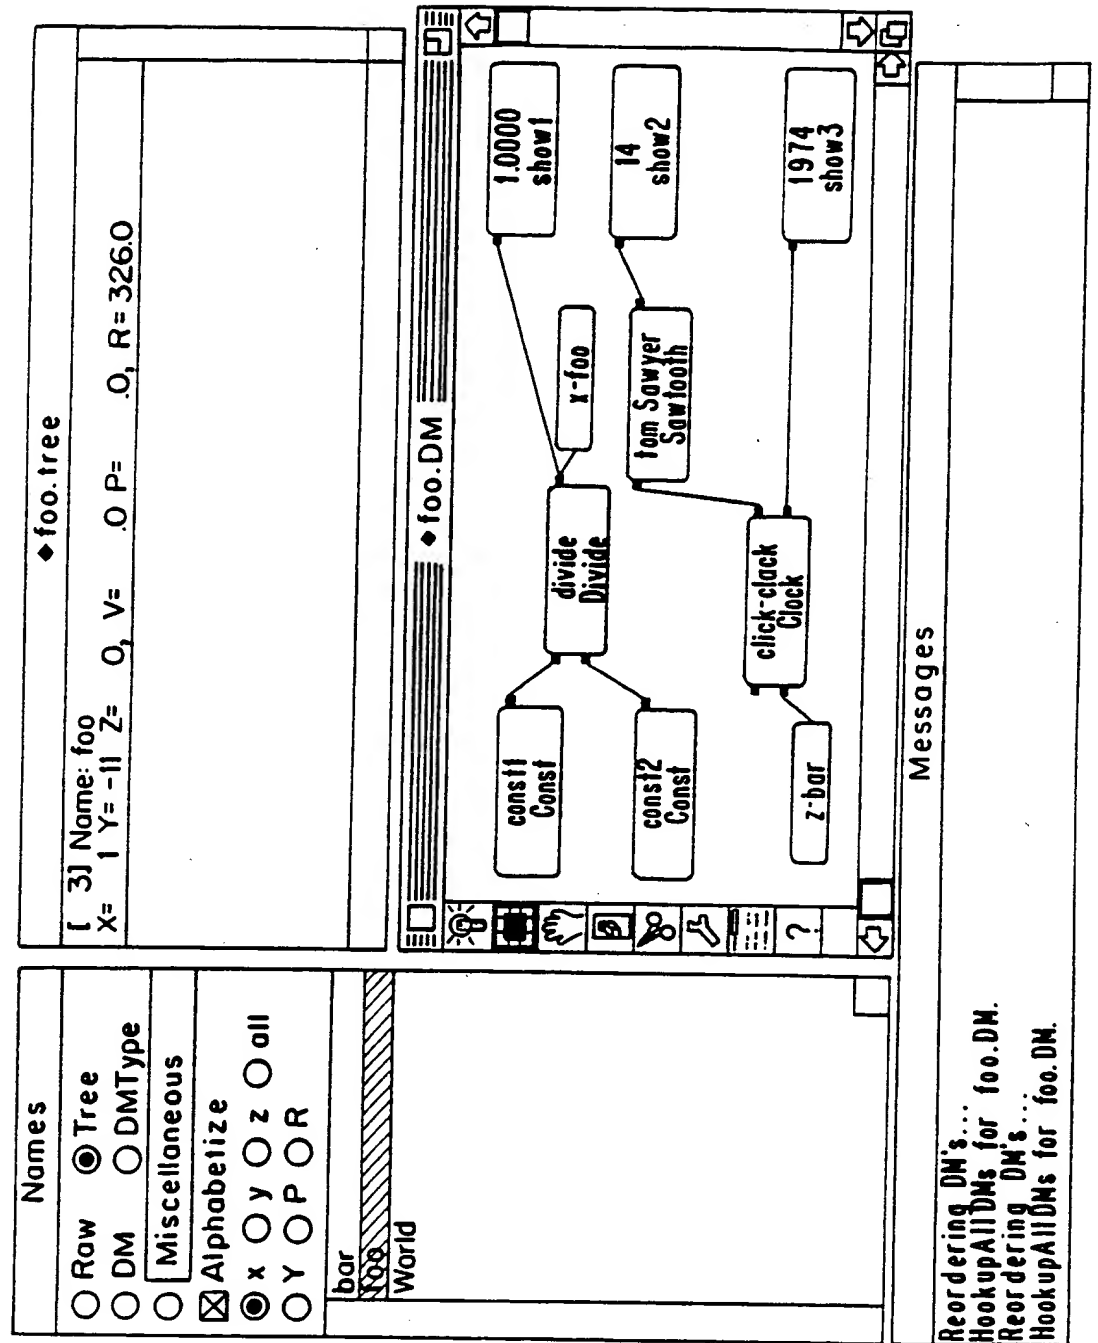 Names
Raw Tree
DM DMType
Miscellaneous
Alphabetize
x y z all
Y P R
bar
foo
World
◆foo.tree
[ 3] Name: foo
X= 1 Y= -11 Z= 0, V= .0 P= .0, R= 326.0
◆foo.DM
?
const1
Const
const2
Const
z-bar
divide
Divide
click-clack
Clock
x-foo
tom Sawyer
Sawtooth
1.0000
show1
14
show2
1974
show3
Messages
Reordering DM's...
HookupAllDMs for foo.DM.
Reordering DM's...
HookupAllDMs for foo.DM.